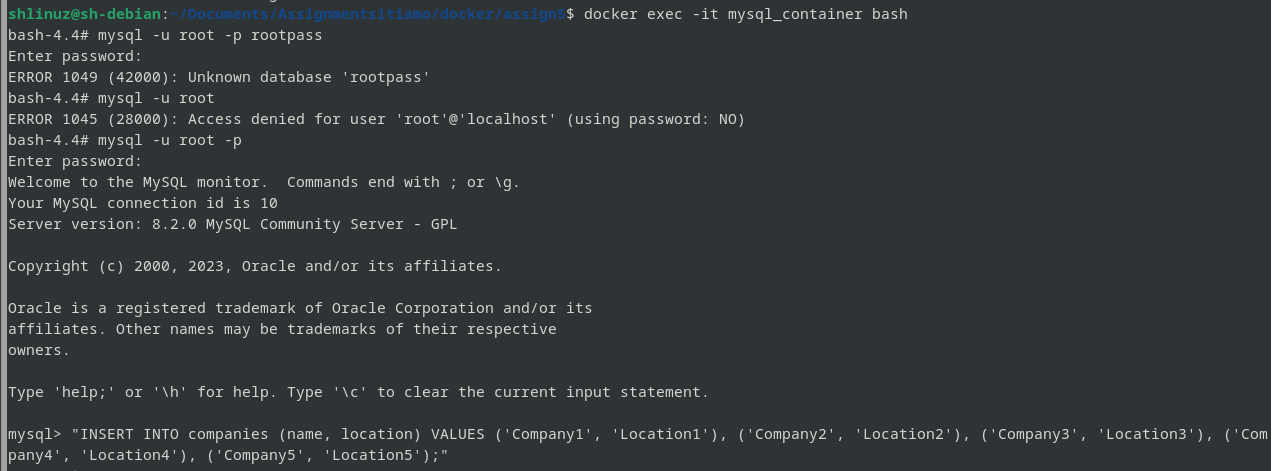 shlinuz@sh-debian:~/Documents/Assignmentsitiamo/docker/assign5$ docker exec -it mysql_container bash
bash-4.4# mysql -u root -p rootpass
Enter password:
ERROR 1049 (42000): Unknown database 'rootpass'
bash-4.4# mysql -u root
ERROR 1045 (28000): Access denied for user 'root'@'localhost' (using password: NO)
bash-4.4# mysql -u root -p
Enter password:
Welcome to the MySQL monitor.  Commands end with ; or \g.
Your MySQL connection id is 10
Server version: 8.2.0 MySQL Community Server - GPL
Copyright (c) 2000, 2023, Oracle and/or its affiliates.
Oracle is a registered trademark of Oracle Corporation and/or its
affiliates. Other names may be trademarks of their respective
owners.
Type 'help;' or '\h' for help. Type '\c' to clear the current input statement.
mysql> "INSERT INTO companies (name, location) VALUES ('Company1', 'Location1'), ('Company2', 'Location2'), ('Company3', 'Location3'), ('Com
pany4', 'Location4'), ('Company5', 'Location5');"